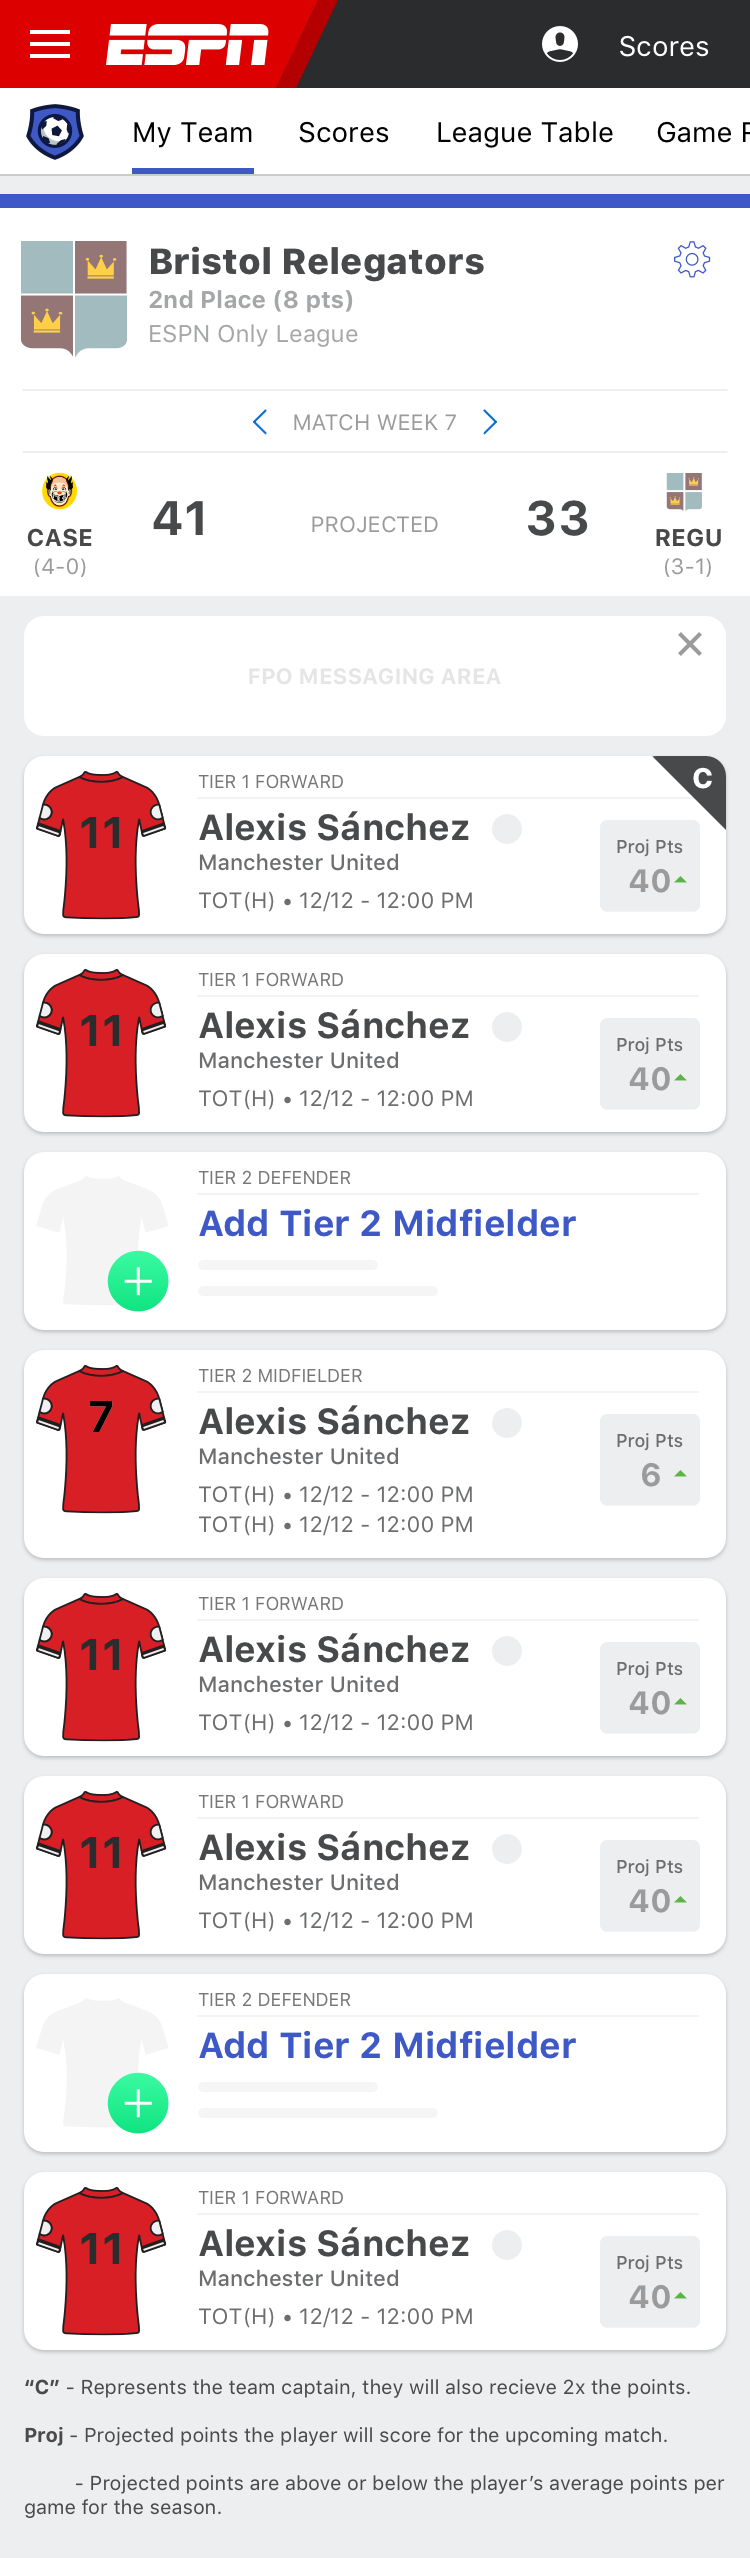 ESPN
Scores
My Team
Scores
League Table
Game
Bristol Relegators
2nd Place (8 pts)
ESPN Only League
MATCH WEEK 7
CASE
(4-0)
41
PROJECTED
33
REGU
(3-1)
FPO MESSAGING AREA
C
TIER 1 FORWARD
11
Alexis Sánchez
Manchester United
TOT(H) • 12/12 - 12:00 PM
Proj Pts
40
TIER 1 FORWARD
11
Alexis Sánchez
Manchester United
TOT(H) • 12/12 - 12:00 PM
Proj Pts
40
TIER 2 DEFENDER
Add Tier 2 Midfielder
TIER 2 MIDFIELDER
7
Alexis Sánchez
Manchester United
TOT(H) • 12/12 - 12:00 PM
TOT(H) • 12/12 - 12:00 PM
Proj Pts
6
TIER 1 FORWARD
11
Alexis Sánchez
Manchester United
TOT(H) • 12/12 - 12:00 PM
Proj Pts
40
TIER 1 FORWARD
11
Alexis Sánchez
Manchester United
TOT(H) • 12/12 - 12:00 PM
Proj Pts
40
TIER 2 DEFENDER
Add Tier 2 Midfielder
TIER 1 FORWARD
11
Alexis Sánchez
Manchester United
TOT(H) • 12/12 - 12:00 PM
Proj Pts
40
“C” - Represents the team captain, they will also recieve 2x the points.
Proj - Projected points the player will score for the upcoming match.
- Projected points are above or below the player’s average points per
game for the season.